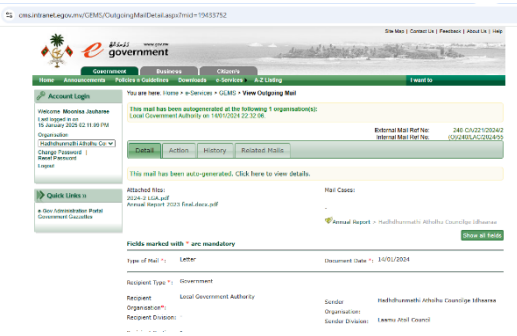 oms.intranet.egov.mv/GEMS/OutgoingMailDetail.aspx?mid=19433752
Site Map | Contact Us | Feedback | About Us | Help
e government
Government Business Citizen's
Home Announcements Policies & Guidelines Downloads e-Services A-Z Listing I want to
Account Login
You are here: Home • e-Services • GEMS • View Outgoing Mail
Welcome Moonisa Jauharee
Last logged in on
15 January 2025 02:11:09 PM
Organisation
Hadhdhunmathi Atholhu Co
Change Password |
Reset Password
Logout
This mail has been autogenerated at the following 1 organisation(s):
Local Government Authority on 14/01/2024 22:32:06.
External Mail Ref No:
Internal Mail Ref No:
Detail Action History Related Mails
This mail has been auto-generated. Click here to view details.
Quick Links »
Gov Administration Portal
Government Gazzettee
Attached files:
2024-2 LGA.pdf
Annual Report 2023 final.docx.pdf
Mail Cases:
-
Annual Report > Hadhdhunmathi Atholhu Councilge Idhaaraa
Show all fields
Fields marked with * are mandatory
Type of Mail *: Letter
Document Date *: 14/01/2024
Recipient Type *: Government
Recipient Organisation*: Local Government Authority
Sender Organisation: Hadhdhunmathi Atholhu Councilge Idhaaraa
Recipient Division:
Sender Division: Laamu Atoll Council